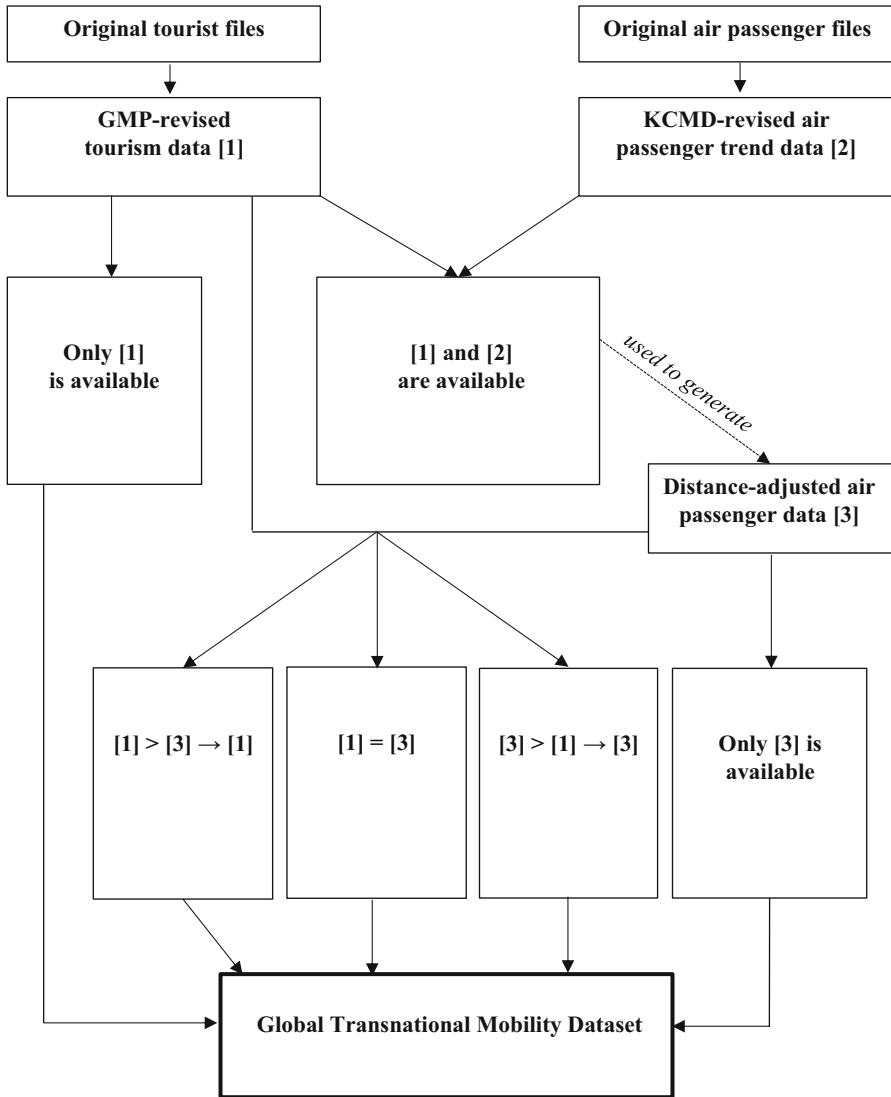 Original tourist files
Original air passenger files
GMP-revised
tourism data [1]
KCMD-revised air
passenger trend data [2]
Only [1]
is available
[1] and [2]
are available
used to generate
Distance-adjusted air
passenger data [3]
[1] > [3] → [1]
[1] = [3]
[3] > [1] → [3]
Only [3] is
available
Global Transnational Mobility Dataset